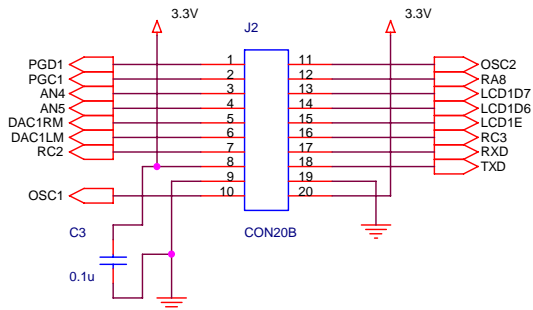 3.3V
J2
3.3V
PGD1 1 11 OSC2
PGC1 2 12 RA8
AN4 3 13 LCD1D7
AN5 4 14 LCD1D6
DAC1RM 5 15 LCD1E
DAC1LM 6 16 RC3
RC2 7 17 RXD
8 18 TXD
9 19
OSC1 10 20
C3
CON20B
0.1u